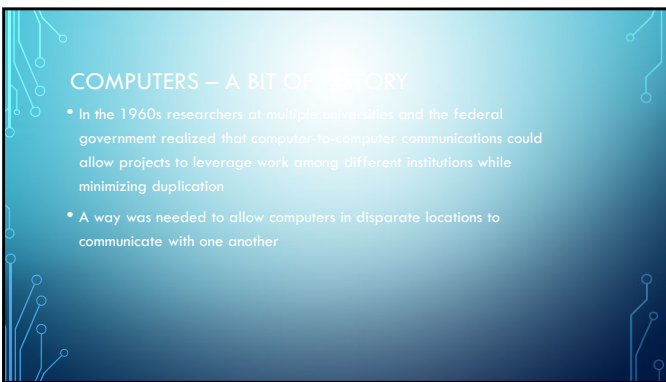 COMPUTERS – A BIT OF HISTORY
• In the 1960s researchers at multiple universities and the federal
government realized that computer-to-computer communications could
allow projects to leverage work among different institutions while
minimizing duplication
• A way was needed to allow computers in disparate locations to
communicate with one another